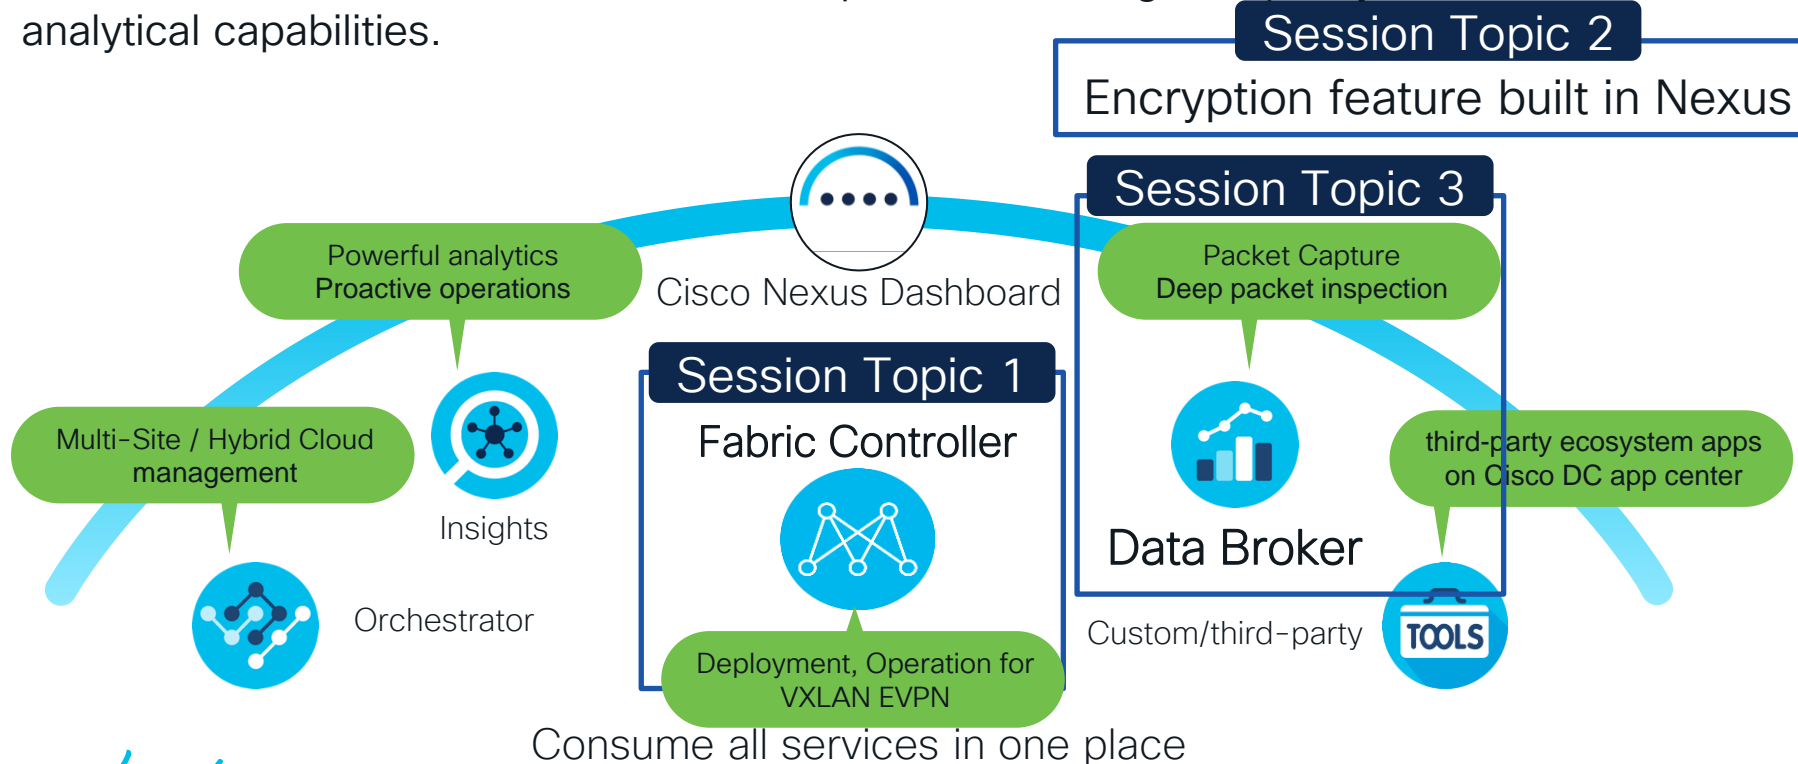 analytical capabilities.
Session Topic 2
Encryption feature built in Nexus
Session Topic 3
Powerful analytics
Proactive operations
Packet Capture
Deep packet inspection
Cisco Nexus Dashboard
Session Topic 1
Fabric Controller
Multi-Site / Hybrid Cloud
management
third-party ecosystem apps
on Cisco DC app center
Insights
Data Broker
Orchestrator
Custom/third-party
TOOLS
Deployment, Operation for
VXLAN EVPN
Consume all services in one place